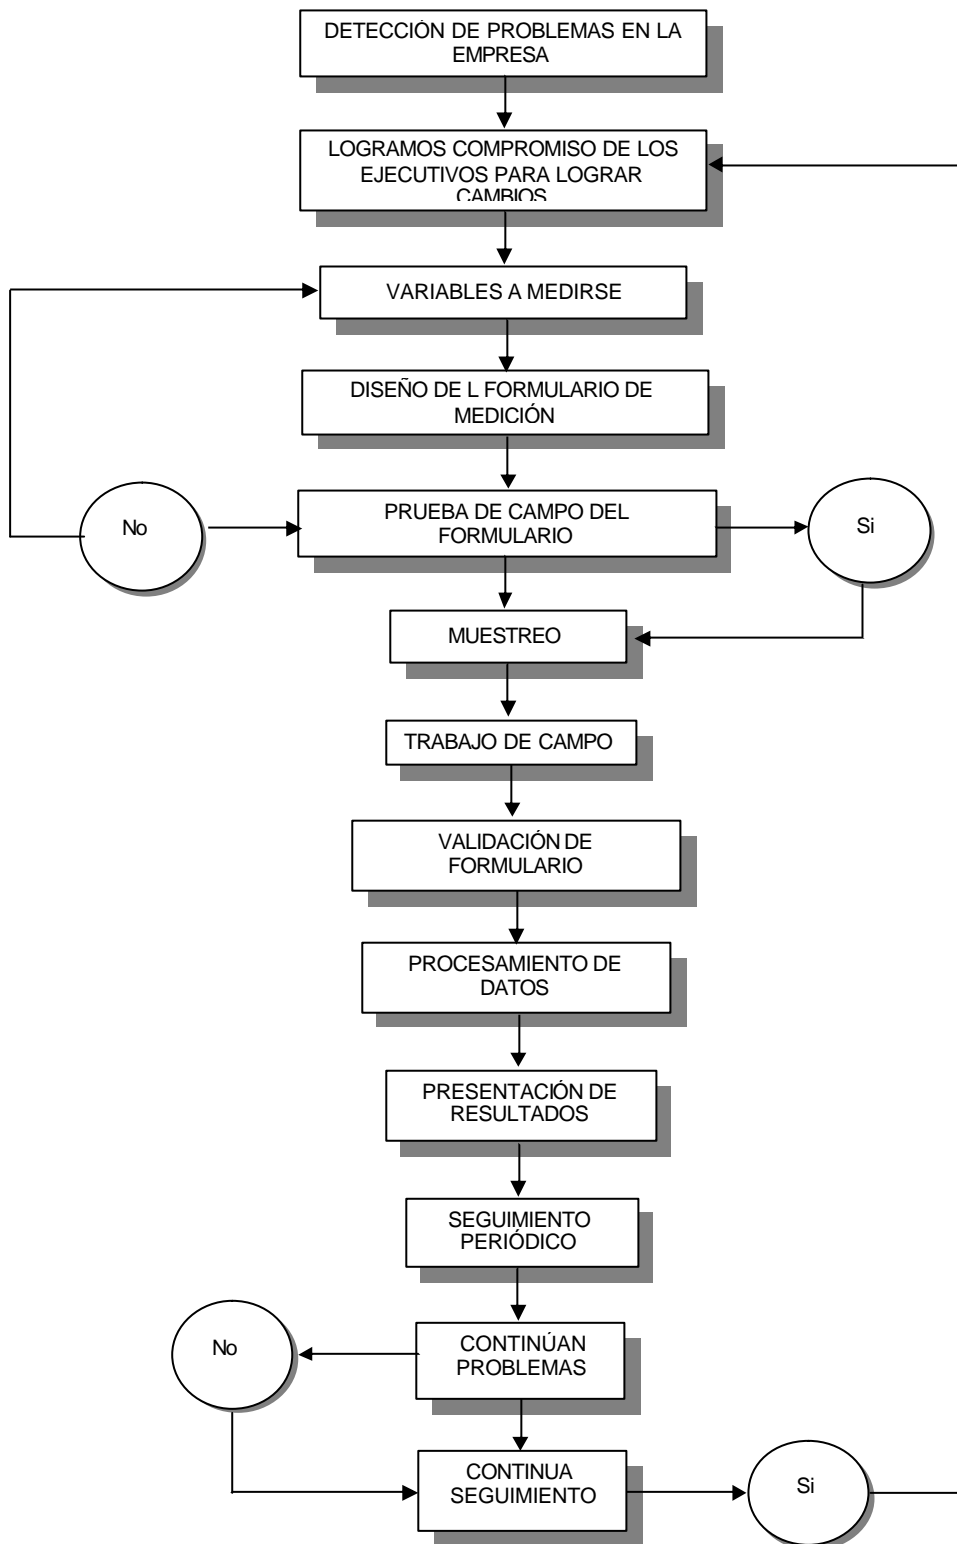 DETECCIÓN DE PROBLEMAS EN LA
EMPRESA
LOGRAMOS COMPROMISO DE LOS
EJECUTIVOS PARA LOGRAR
CAMBIOS
VARIABLES A MEDIRSE
DISEÑO DE L FORMULARIO DE
MEDICIÓN
No
PRUEBA DE CAMPO DEL
FORMULARIO
Si
MUESTREO
TRABAJO DE CAMPO
VALIDACIÓN DE
FORMULARIO
PROCESAMIENTO DE
DATOS
PRESENTACIÓN DE
RESULTADOS
SEGUIMIENTO
PERIÓDICO
No
CONTINÚAN
PROBLEMAS
CONTINUA
SEGUIMIENTO
Si